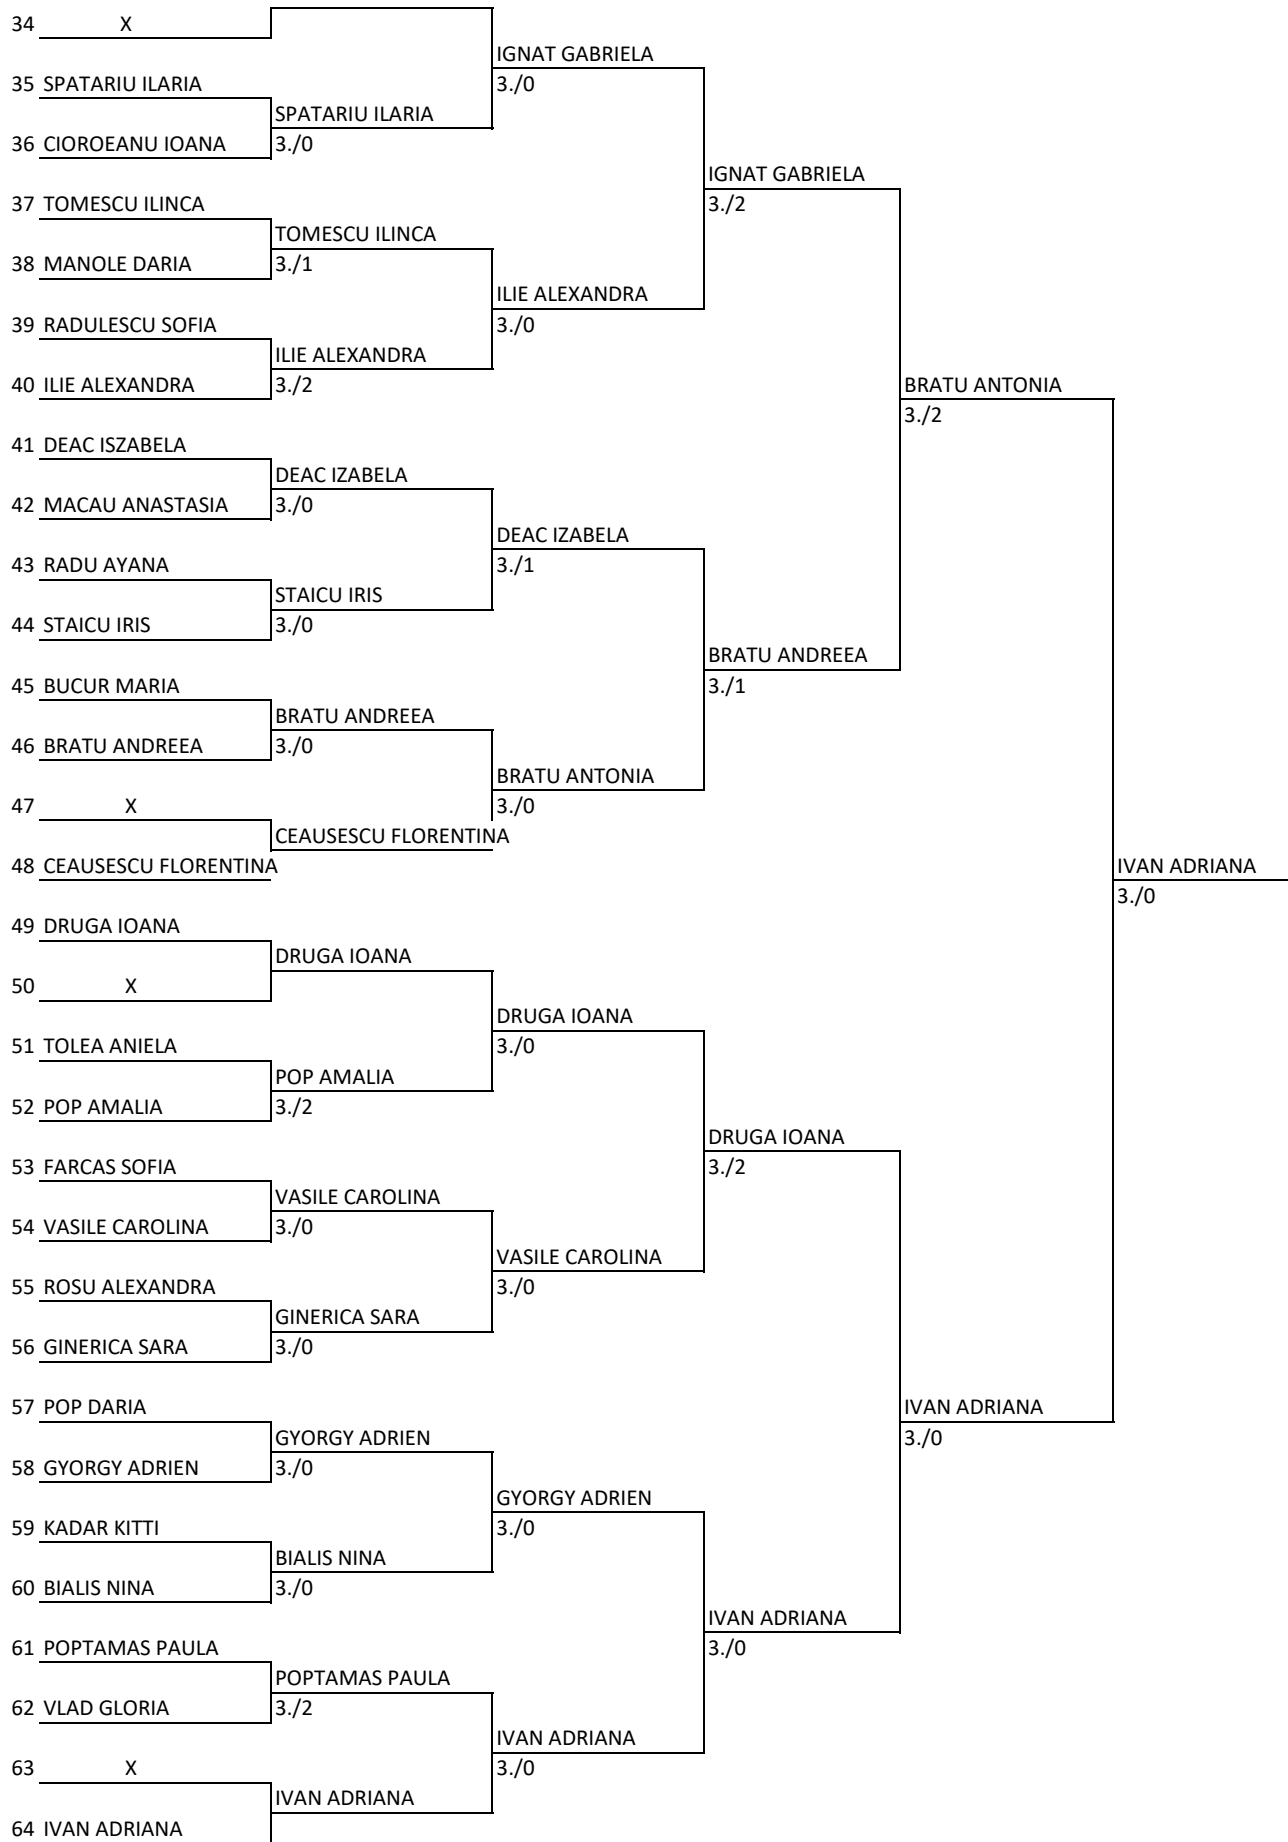 34 X
IGNAT GABRIELA
35 SPATARIU ILARIA
3./0
SPATARIU ILARIA
36 CIOROEANU IOANA
3./0
IGNAT GABRIELA
37 TOMESCU ILINCA
3./2
TOMESCU ILINCA
38 MANOLE DARIA
3./1
ILIE ALEXANDRA
39 RADULESCU SOFIA
3./0
ILIE ALEXANDRA
40 ILIE ALEXANDRA
3./2
BRATU ANTONIA
3./2
41 DEAC ISZABELA
DEAC IZABELA
42 MACAU ANASTASIA
3./0
DEAC IZABELA
43 RADU AYANA
3./1
STAICU IRIS
44 STAICU IRIS
3./0
BRATU ANDREEA
45 BUCUR MARIA
3./1
BRATU ANDREEA
46 BRATU ANDREEA
3./0
BRATU ANTONIA
47 X
3./0
CEAUSESCU FLORENTINA
48 CEAUSESCU FLORENTINA
IVAN ADRIANA
3./0
49 DRUGA IOANA
DRUGA IOANA
50 X
DRUGA IOANA
51 TOLEA ANIELA
3./0
POP AMALIA
52 POP AMALIA
3./2
DRUGA IOANA
53 FARCAS SOFIA
3./2
VASILE CAROLINA
54 VASILE CAROLINA
3./0
VASILE CAROLINA
55 ROSU ALEXANDRA
3./0
GINERICA SARA
56 GINERICA SARA
3./0
57 POP DARIA
IVAN ADRIANA
3./0
GYORGY ADRIEN
58 GYORGY ADRIEN
3./0
GYORGY ADRIEN
59 KADAR KITTI
3./0
BIALIS NINA
60 BIALIS NINA
3./0
IVAN ADRIANA
61 POPTAMAS PAULA
3./0
POPTAMAS PAULA
62 VLAD GLORIA
3./2
IVAN ADRIANA
63 X
3./0
IVAN ADRIANA
64 IVAN ADRIANA